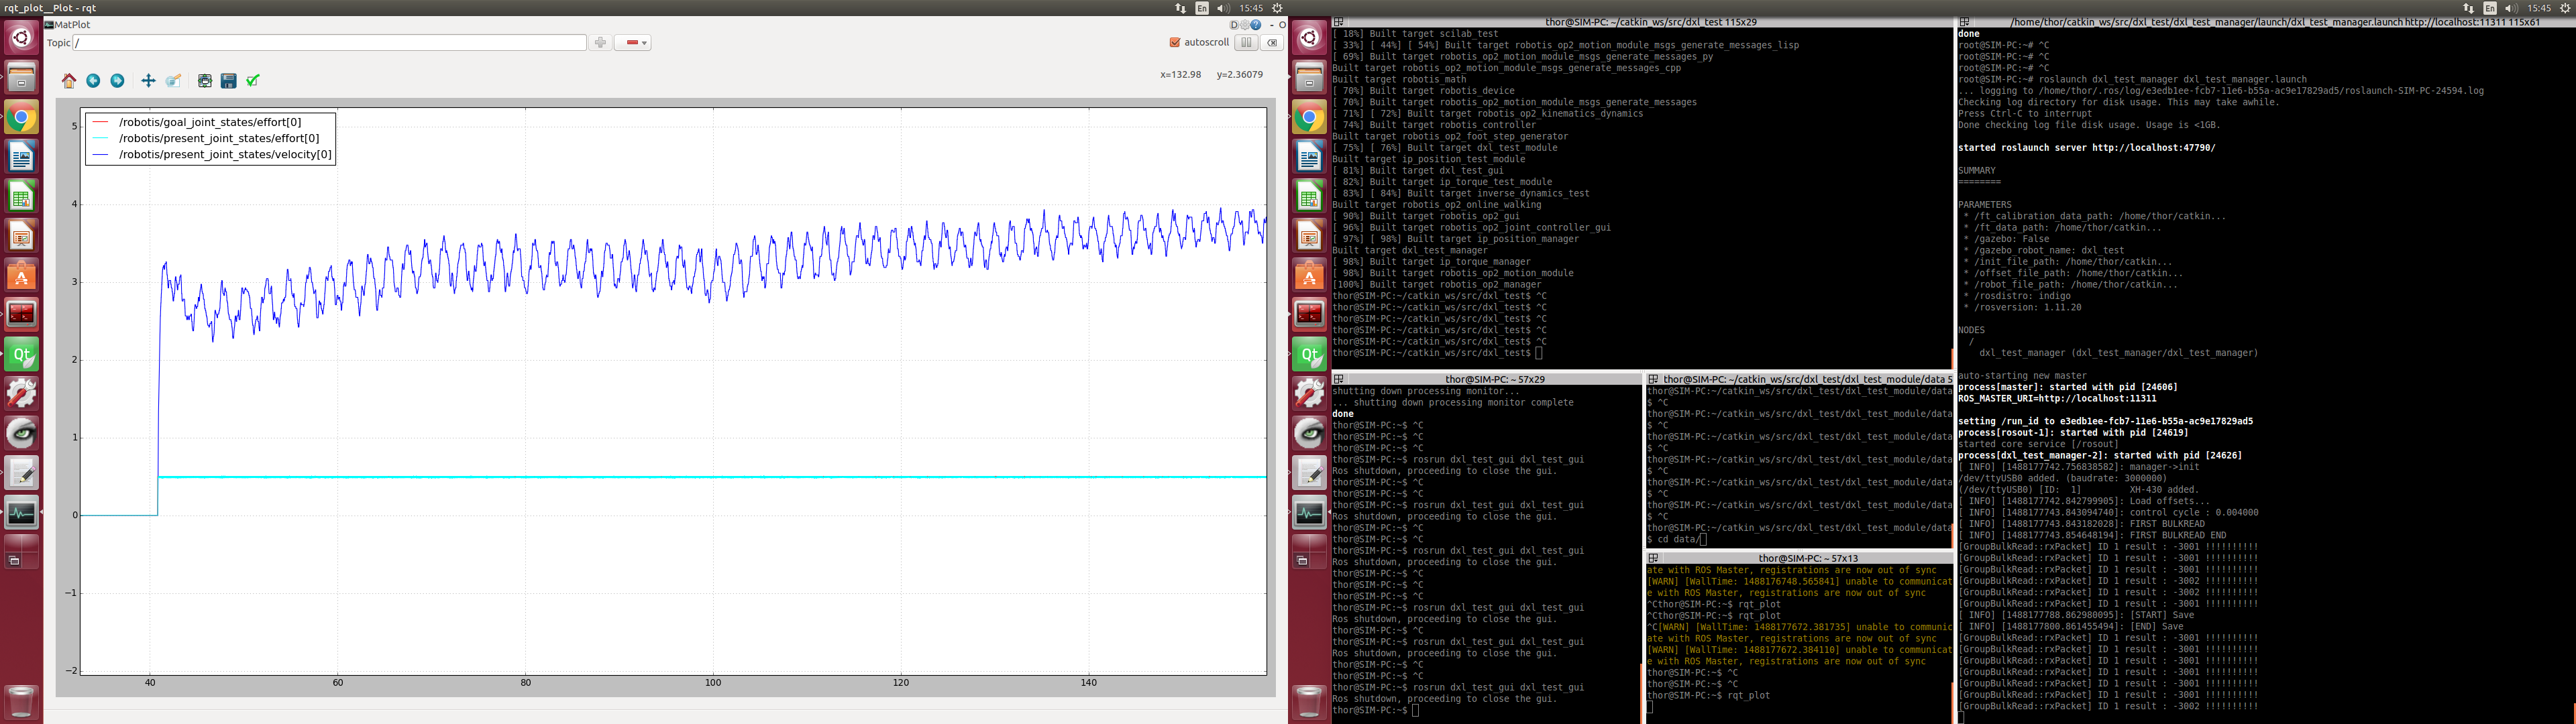 rqt_plot__Plot - rqt
En
15:45
MatPlot
D
- O
Topic /
autoscroll
x=132.98 y=2.36079
/robotis/goal_joint_states/effort[0]
/robotis/present_joint_states/effort[0]
/robotis/present_joint_states/velocity[0]
5
4
3
2
1
0
−1
−2
40 60 80 100 120 140
Qt
En
15:45
thor@SIM-PC: ~/catkin_ws/src/dxl_test 115x29
[ 18%] Built target scilab_test
[ 33%] [ 44%] [ 54%] Built target robotis_op2_motion_module_msgs_generate_messages_lisp
[ 69%] Built target robotis_op2_motion_module_msgs_generate_messages_py
Built target robotis_op2_motion_module_msgs_generate_messages_cpp
Built target robotis_math
[ 70%] Built target robotis_device
[ 70%] Built target robotis_op2_motion_module_msgs_generate_messages
[ 71%] [ 72%] Built target robotis_op2_kinematics_dynamics
[ 74%] Built target robotis_controller
Built target robotis_op2_foot_step_generator
[ 75%] [ 76%] Built target dxl_test_module
Built target ip_position_test_module
[ 81%] Built target dxl_test_gui
[ 82%] Built target ip_torque_test_module
[ 83%] [ 84%] Built target inverse_dynamics_test
Built target robotis_op2_online_walking
[ 90%] Built target robotis_op2_gui
[ 96%] Built target robotis_op2_joint_controller_gui
[ 97%] [ 98%] Built target ip_position_manager
Built target dxl_test_manager
[ 98%] Built target ip_torque_manager
[ 98%] Built target robotis_op2_motion_module
[100%] Built target robotis_op2_manager
thor@SIM-PC:~/catkin_ws/src/dxl_test$ ^C
thor@SIM-PC:~/catkin_ws/src/dxl_test$ ^C
thor@SIM-PC:~/catkin_ws/src/dxl_test$ ^C
thor@SIM-PC:~/catkin_ws/src/dxl_test$ ^C
thor@SIM-PC:~/catkin_ws/src/dxl_test$ ^C
thor@SIM-PC:~/catkin_ws/src/dxl_test$
thor@SIM-PC: ~ 57x29
shutting down processing monitor...
... shutting down processing monitor complete
done
thor@SIM-PC:~$ ^C
thor@SIM-PC:~$ ^C
thor@SIM-PC:~$ ^C
thor@SIM-PC:~$ rosrun dxl_test_gui dxl_test_gui
Ros shutdown, proceeding to close the gui.
thor@SIM-PC:~$ ^C
thor@SIM-PC:~$ ^C
thor@SIM-PC:~$ rosrun dxl_test_gui dxl_test_gui
Ros shutdown, proceeding to close the gui.
thor@SIM-PC:~$ ^C
thor@SIM-PC:~$ ^C
thor@SIM-PC:~$ rosrun dxl_test_gui dxl_test_gui
Ros shutdown, proceeding to close the gui.
thor@SIM-PC:~$ ^C
thor@SIM-PC:~$ ^C
thor@SIM-PC:~$ ^C
thor@SIM-PC:~$ rosrun dxl_test_gui dxl_test_gui
Ros shutdown, proceeding to close the gui.
thor@SIM-PC:~$ ^C
thor@SIM-PC:~$ rosrun dxl_test_gui dxl_test_gui
Ros shutdown, proceeding to close the gui.
thor@SIM-PC:~$ ^C
thor@SIM-PC:~$ ^C
thor@SIM-PC:~$ rosrun dxl_test_gui dxl_test_gui
Ros shutdown, proceeding to close the gui.
thor@SIM-PC:~$
thor@SIM-PC: ~/catkin_ws/src/dxl_test/dxl_test_module/data 5
thor@SIM-PC:~/catkin_ws/src/dxl_test/dxl_test_module/data
$ ^C
thor@SIM-PC:~/catkin_ws/src/dxl_test/dxl_test_module/data
$ ^C
thor@SIM-PC:~/catkin_ws/src/dxl_test/dxl_test_module/data
$ ^C
thor@SIM-PC:~/catkin_ws/src/dxl_test/dxl_test_module/data
$ ^C
thor@SIM-PC:~/catkin_ws/src/dxl_test/dxl_test_module/data
$ ^C
thor@SIM-PC:~/catkin_ws/src/dxl_test/dxl_test_module/data
$ ^C
thor@SIM-PC:~/catkin_ws/src/dxl_test/dxl_test_module/data
$ cd data/
thor@SIM-PC: ~ 57x13
ate with ROS Master, registrations are now out of sync
[WARN] [WallTime: 1488176748.565841] unable to communicat
e with ROS Master, registrations are now out of sync
^Cthor@SIM-PC:~$ rqt_plot
^Cthor@SIM-PC:~$ rqt_plot
^C[WARN] [WallTime: 1488177672.381735] unable to communic
ate with ROS Master, registrations are now out of sync
[WARN] [WallTime: 1488177672.384110] unable to communicat
e with ROS Master, registrations are now out of sync
thor@SIM-PC:~$ ^C
thor@SIM-PC:~$ ^C
thor@SIM-PC:~$ rqt_plot
/home/thor/catkin_ws/src/dxl_test/dxl_test_manager/launch/dxl_test_manager.launch http://localhost:11311 115x61
done
root@SIM-PC:~# ^C
root@SIM-PC:~# ^C
root@SIM-PC:~# ^C
root@SIM-PC:~# roslaunch dxl_test_manager dxl_test_manager.launch
... logging to /home/thor/.ros/log/e3edb1ee-fcb7-11e6-b55a-ac9e17829ad5/roslaunch-SIM-PC-24594.log
Checking log directory for disk usage. This may take awhile.
Press Ctrl-C to interrupt
Done checking log file disk usage. Usage is <1GB.
started roslaunch server http://localhost:47790/
SUMMARY
========
PARAMETERS
* /ft_calibration_data_path: /home/thor/catkin...
* /ft_data_path: /home/thor/catkin...
* /gazebo: False
* /gazebo_robot_name: dxl_test
* /init_file_path: /home/thor/catkin...
* /offset_file_path: /home/thor/catkin...
* /robot_file_path: /home/thor/catkin...
* /rosdistro: indigo
* /rosversion: 1.11.20
NODES
/
dxl_test_manager (dxl_test_manager/dxl_test_manager)
auto-starting new master
process[master]: started with pid [24606]
ROS_MASTER_URI=http://localhost:11311
setting /run_id to e3edb1ee-fcb7-11e6-b55a-ac9e17829ad5
process[rosout-1]: started with pid [24619]
started core service [/rosout]
process[dxl_test_manager-2]: started with pid [24626]
[ INFO] [1488177742.756838582]: manager->init
/dev/ttyUSB0 added. (baudrate: 3000000)
(/dev/ttyUSB0) [ID: 1] XH-430 added.
[ INFO] [1488177742.842799905]: Load offsets...
[ INFO] [1488177743.843094740]: control cycle : 0.004000
[ INFO] [1488177743.843182028]: FIRST BULKREAD
[ INFO] [1488177743.854648194]: FIRST BULKREAD END
[GroupBulkRead::rxPacket] ID 1 result : -3001 !!!!!!!!!!
[GroupBulkRead::rxPacket] ID 1 result : -3001 !!!!!!!!!!
[GroupBulkRead::rxPacket] ID 1 result : -3001 !!!!!!!!!!
[GroupBulkRead::rxPacket] ID 1 result : -3002 !!!!!!!!!!
[GroupBulkRead::rxPacket] ID 1 result : -3002 !!!!!!!!!!
[GroupBulkRead::rxPacket] ID 1 result : -3001 !!!!!!!!!!
[ INFO] [1488177788.862980095]: [START] Save
[ INFO] [1488177800.861455494]: [END] Save
[GroupBulkRead::rxPacket] ID 1 result : -3001 !!!!!!!!!!
[GroupBulkRead::rxPacket] ID 1 result : -3001 !!!!!!!!!!
[GroupBulkRead::rxPacket] ID 1 result : -3001 !!!!!!!!!!
[GroupBulkRead::rxPacket] ID 1 result : -3001 !!!!!!!!!!
[GroupBulkRead::rxPacket] ID 1 result : -3001 !!!!!!!!!!
[GroupBulkRead::rxPacket] ID 1 result : -3001 !!!!!!!!!!
[GroupBulkRead::rxPacket] ID 1 result : -3002 !!!!!!!!!!